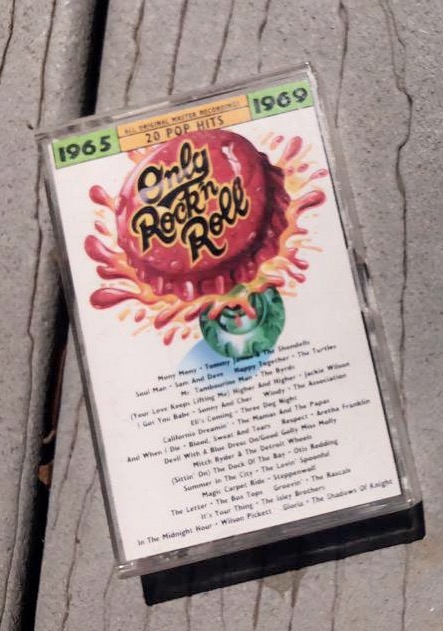 1965
ALL ORIGINAL MASTER RECORDINGS!
20 POP HITS
1969
Only
Rock'n
Roll
Mony Mony • Tommy James & The Shondells
Soul Man • Sam And Dave Happy Together • The Turtles
Mr. Tambourine Man • The Byrds
(Your Love Keeps Lifting Me) Higher And Higher • Jackie Wilson
I Got You Babe • Sonny And Cher Windy • The Association
Eli's Coming • Three Dog Night
California Dreamin' • The Mamas And The Papas
And When I Die • Blood, Sweat And Tears Respect • Aretha Franklin
Devil With A Blue Dress On/Good Golly Miss Molly
Mitch Ryder & The Detroit Wheels
(Sittin' On) The Dock Of The Bay • Otis Redding
Summer In The City • The Lovin' Spoonful
Magic Carpet Ride • Steppenwolf
The Letter • The Box Tops Groovin' • The Rascals
It's Your Thing • The Isley Brothers
In The Midnight Hour • Wilson Pickett Gloria • The Shadows Of Knight